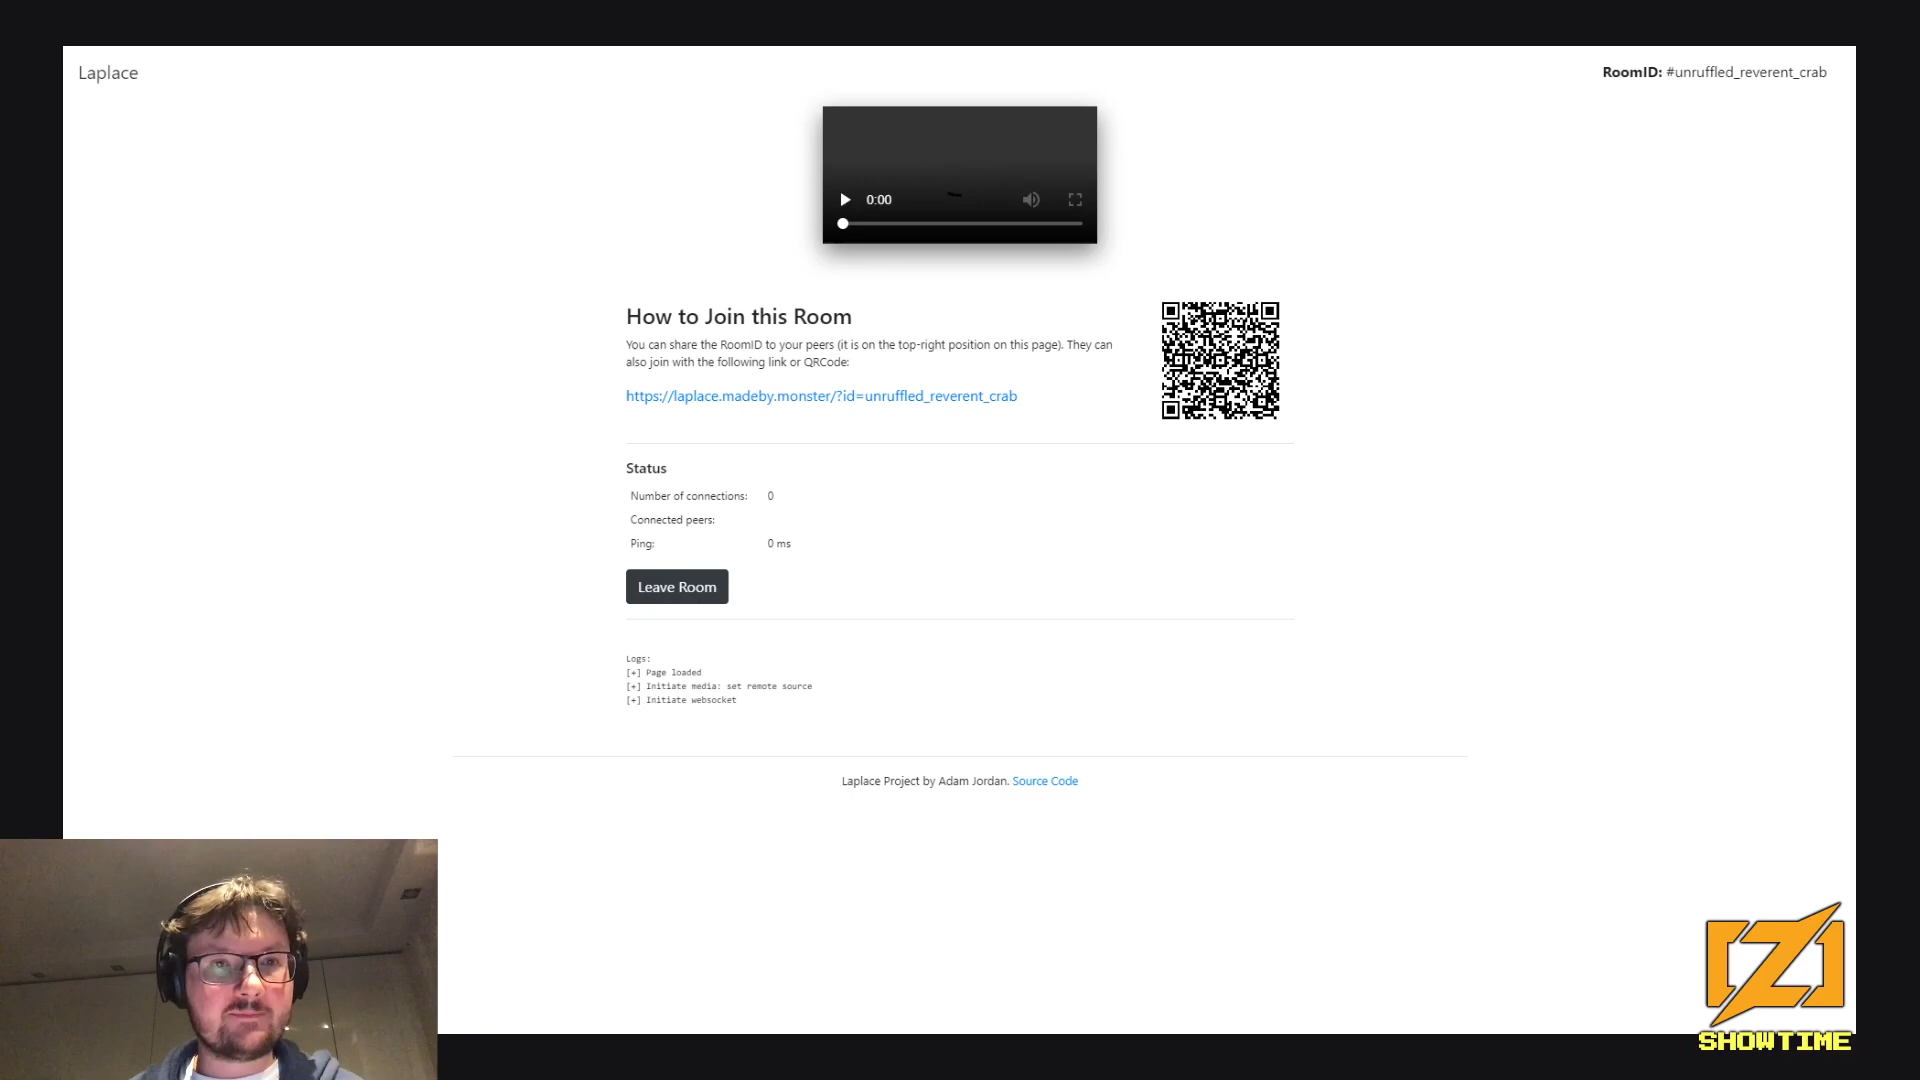 Laplace
RoomID: #unruffled_reverent_crab
0:00
How to Join this Room
You can share the RoomID to your peers (it is on the top-right position on this page). They can
also join with the following link or QRCode:
https://laplace.madeby.monster/?id=unruffled_reverent_crab
Status
Number of connections: 0
Connected peers:
Ping: 0 ms
Leave Room
Logs:
[+] Page loaded
[+] Initiate media: set remote source
[+] Initiate websocket
Laplace Project by Adam Jordan. Source Code
Z
SHOWTIME